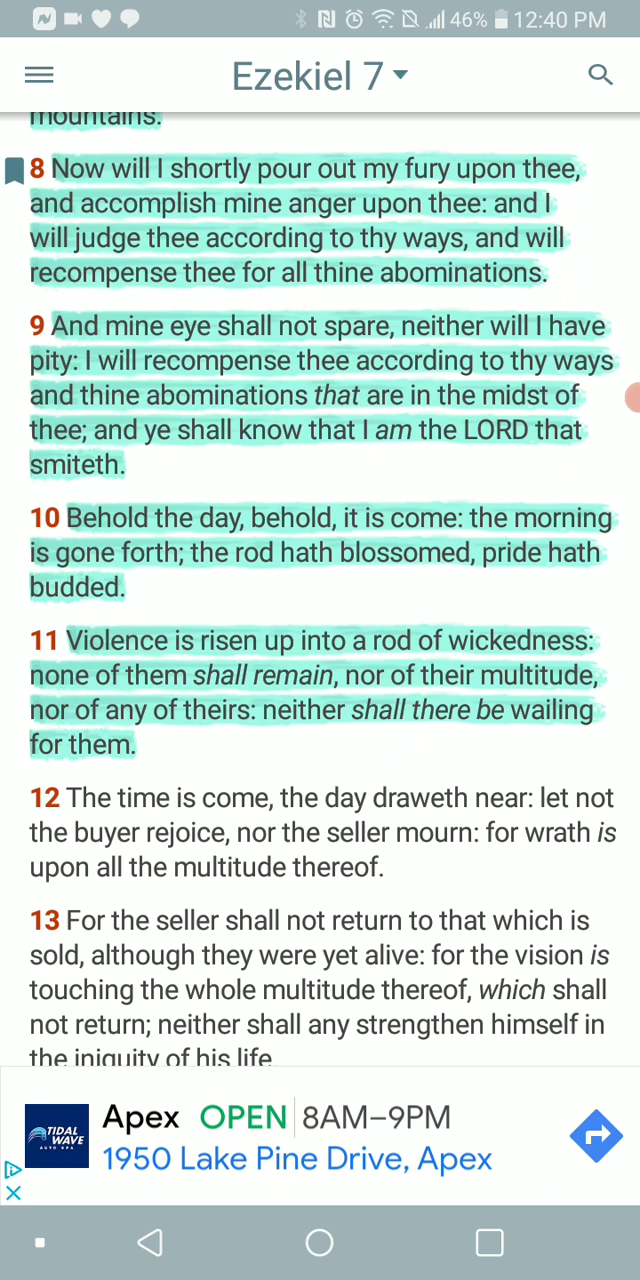 46% 12:40 PM
Ezekiel 7
mountains.
8 Now will I shortly pour out my fury upon thee,
and accomplish mine anger upon thee: and I
will judge thee according to thy ways, and will
recompense thee for all thine abominations.
9 And mine eye shall not spare, neither will I have
pity: I will recompense thee according to thy ways
and thine abominations that are in the midst of
thee; and ye shall know that I am the LORD that
smiteth.
10 Behold the day, behold, it is come: the morning
is gone forth; the rod hath blossomed, pride hath
budded.
11 Violence is risen up into a rod of wickedness:
none of them shall remain, nor of their multitude,
nor of any of theirs: neither shall there be wailing
for them.
12 The time is come, the day draweth near: let not
the buyer rejoice, nor the seller mourn: for wrath is
upon all the multitude thereof.
13 For the seller shall not return to that which is
sold, although they were yet alive: for the vision is
touching the whole multitude thereof, which shall
not return; neither shall any strengthen himself in
the iniquity of his life.
TIDAL
WAVE
AUTO SPA
Apex OPEN 8AM–9PM
1950 Lake Pine Drive, Apex